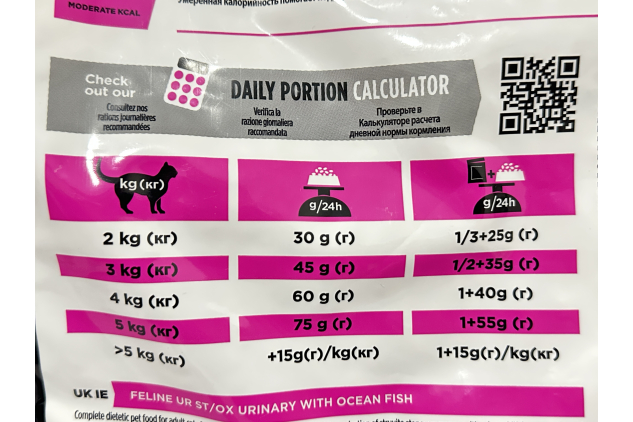 MODERATE KCAL
Умеренная калорийность
Check
out our
DAILY PORTION CALCULATOR
Consultez nos
rations journalières
recommandées
Verifica la
razione giornaliera
raccomandata
Проверьте в
Калькуляторе расчета
дневной нормы кормления
kg (кг)
g/24h
+
g/24h
2 kg (кг) 30 g (г) 1/3+25g (г)
3 kg (кг) 45 g (г) 1/2+35g (г)
4 kg (кг) 60 g (г) 1+40g (г)
5 kg (кг) 75 g (г) 1+55g (г)
>5 kg (кг) +15g(г)/kg(кг) 1+15g(г)/kg(кг)
UK IE FELINE UR ST/OX URINARY WITH OCEAN FISH
Complete dietetic pet food for adult